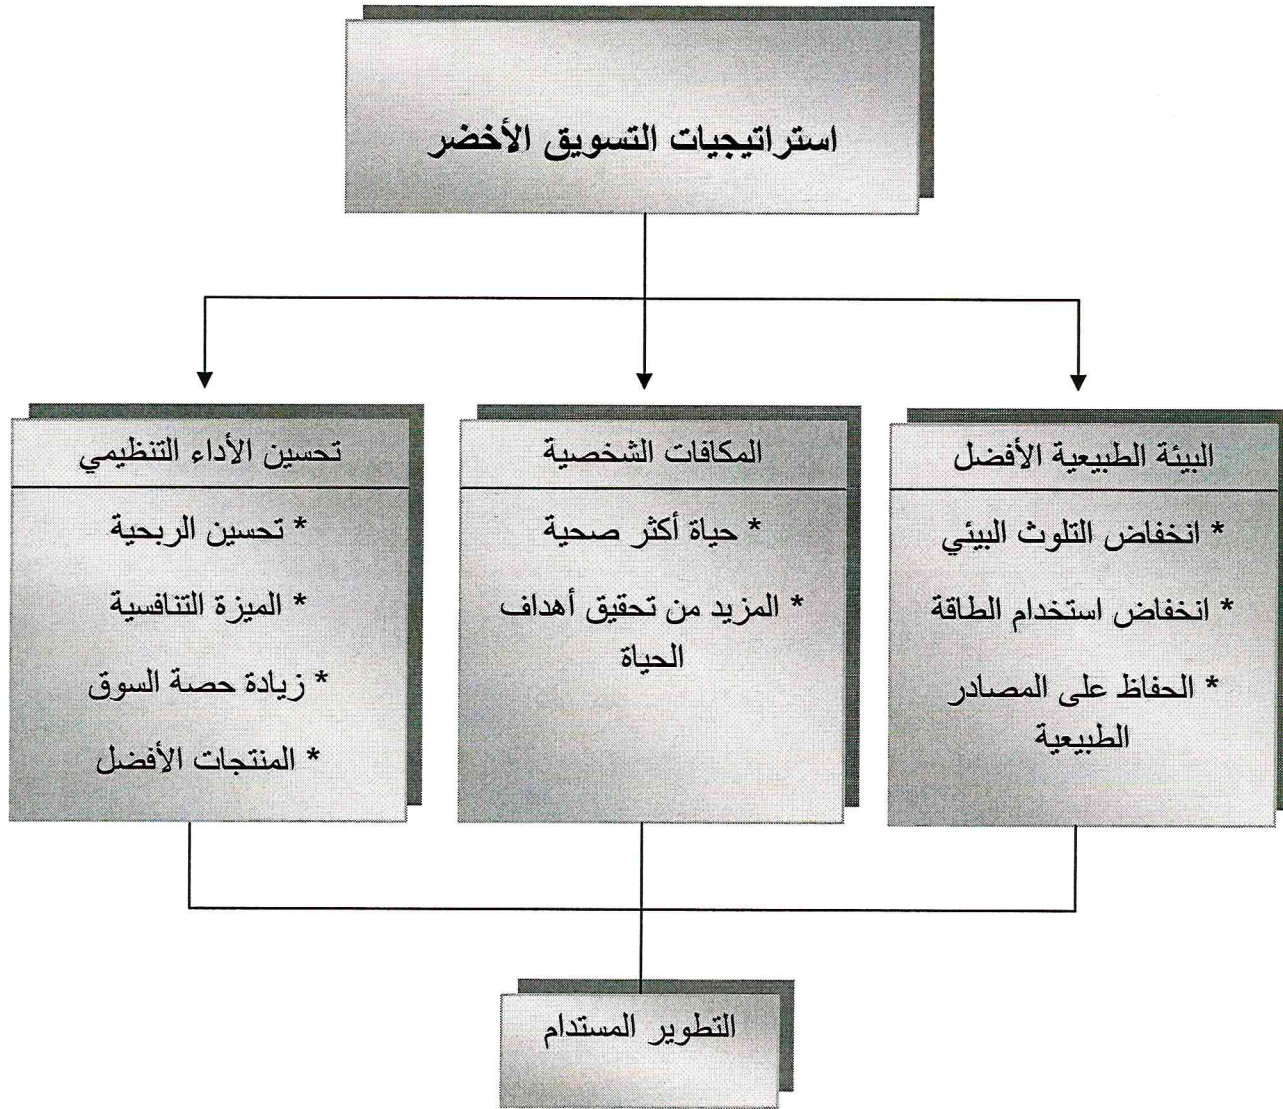 استراتيجيات التسويق الأخضر
البيئة الطبيعية الأفضل
* انخفاض التلوث البيئي
* انخفاض استخدام الطاقة
* الحفاظ على المصادر
الطبيعية
المكافات الشخصية
* حياة أكثر صحية
* المزيد من تحقيق أهداف
الحياة
تحسين الأداء التنظيمي
* تحسين الربحية
* الميزة التنافسية
* زيادة حصة السوق
* المنتجات الأفضل
التطوير المستدام